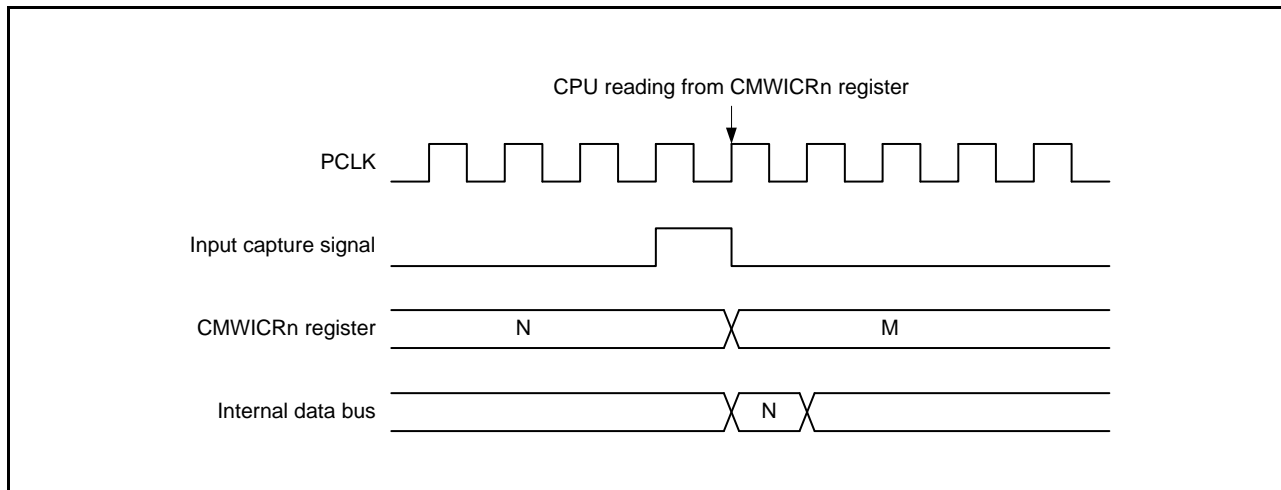 CPU reading from CMWICRn register
PCLK
Input capture signal
CMWICRn register
N
M
Internal data bus
N